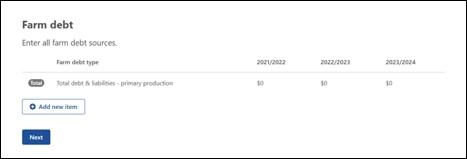 Farm debt
Enter all farm debt sources.
Farm debt type 2021/2022 2022/2023 2023/2024
Total Total debt & liabilities - primary production $0 $0 $0
Add new item
Next